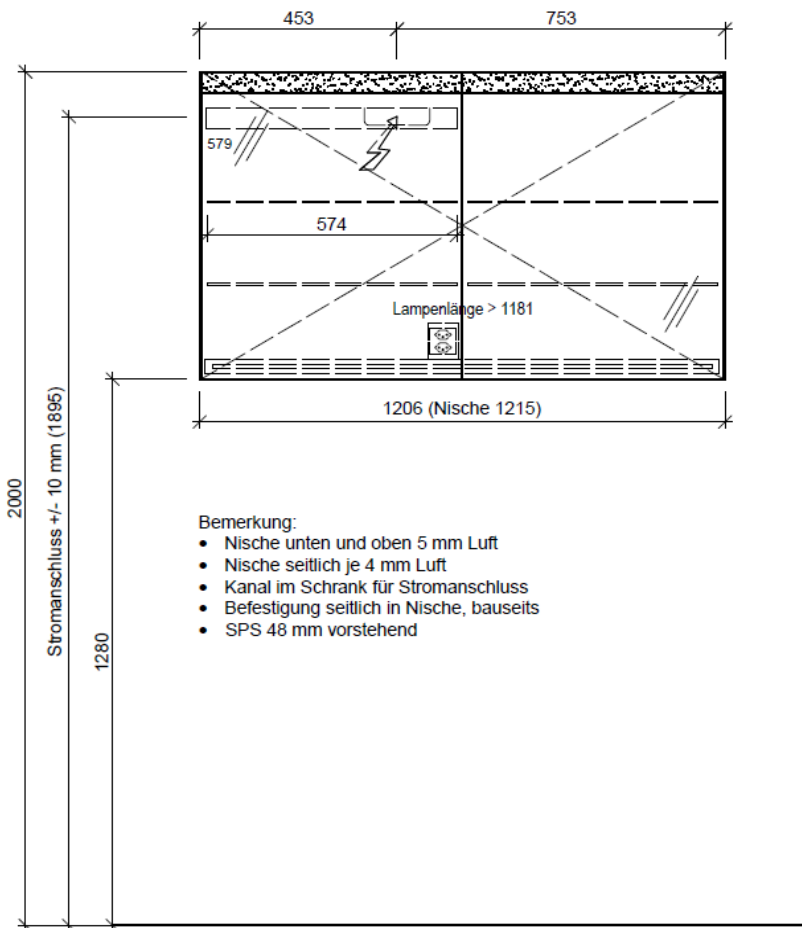 453
753
579
574
Lampenlänge > 1181
1206 (Nische 1215)
2000
Stromanschluss +/- 10 mm (1895)
1280
Bemerkung:
• Nische unten und oben 5 mm Luft
• Nische seitlich je 4 mm Luft
• Kanal im Schrank für Stromanschluss
• Befestigung seitlich in Nische, bauseits
• SPS 48 mm vorstehend